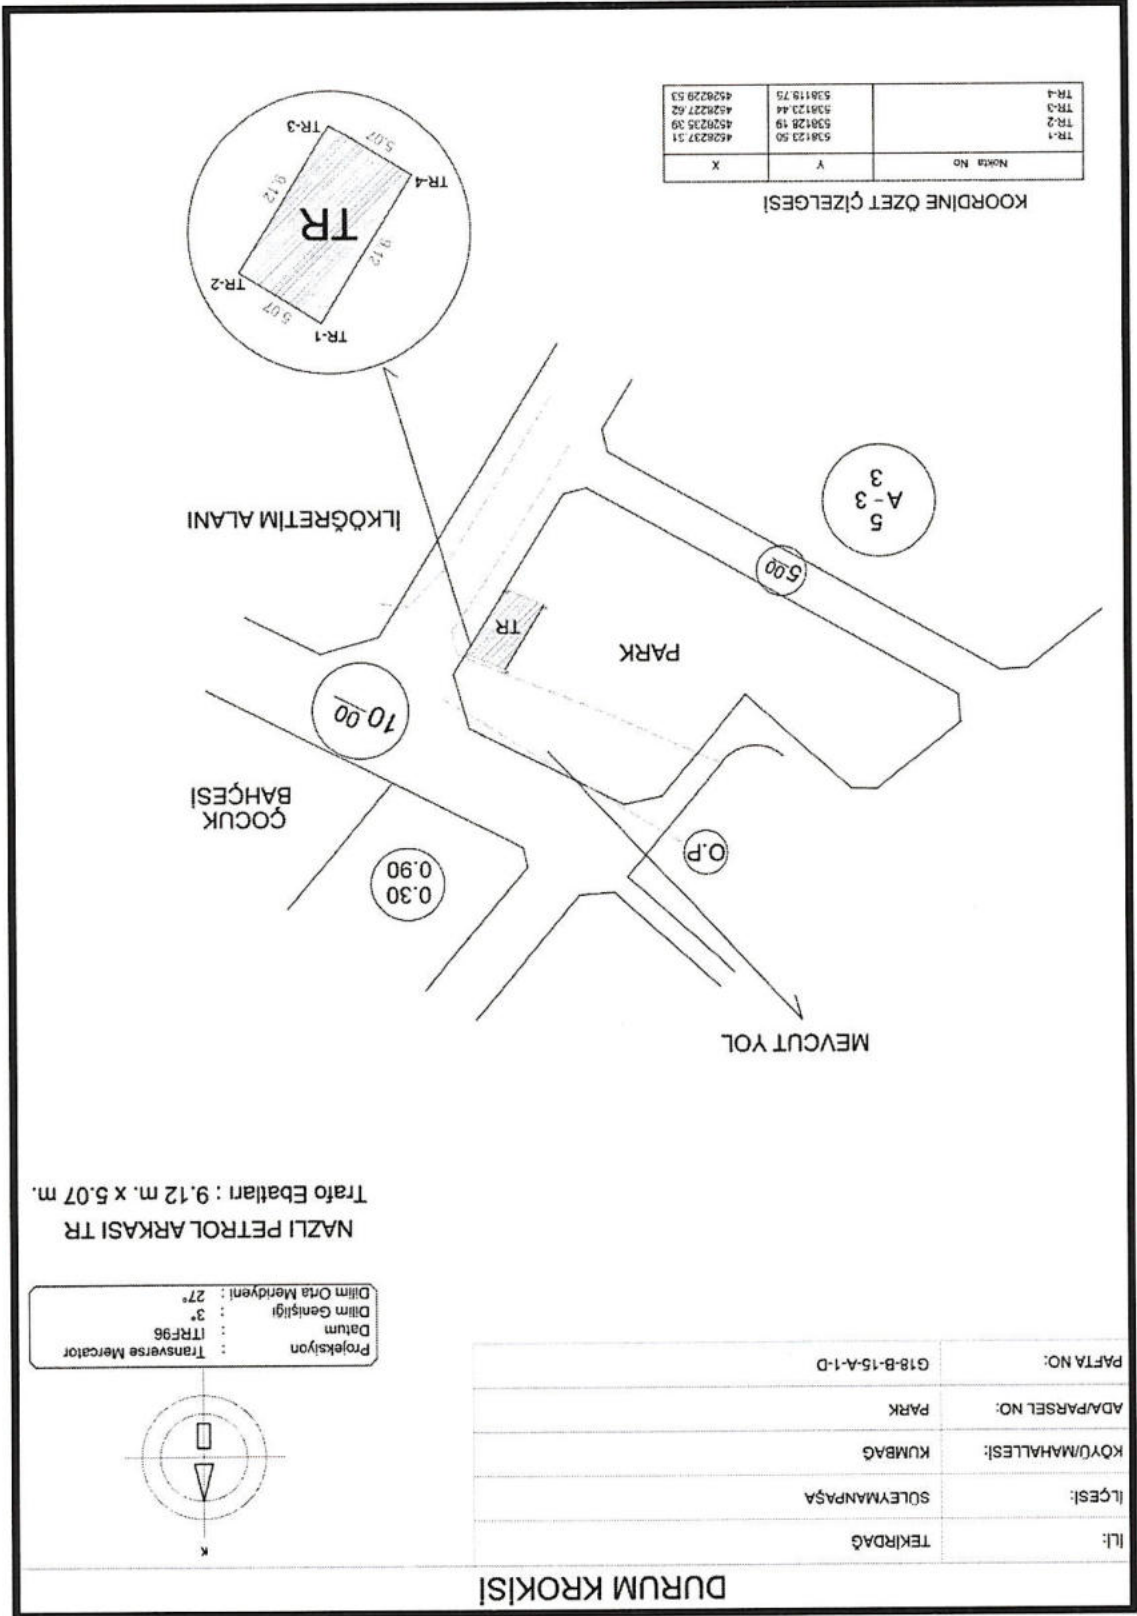 DURUM KROKİSİ
İLİ: TEKİRDAĞ
İLÇESİ: SÜLEYMANPAŞA
KÖYÜ/MAHALLESİ: KUMBAĞ
ADA/PARSEL NO: PARK
PAFTA NO: G18-B-15-A-1-D
K
Projeksiyon : Transverse Mercator
Datum : ITRF96
Dilim Genişliği : 3°
Dilim Orta Meridyeni : 27°
NAZLI PETROL ARKASI TR
Trafo Ebatları : 9.12 m. x 5.07 m.
MEVCUT YOL
O.P
0.30
0.90
ÇOCUK
BAHÇESİ
10.00
PARK
TR
5.00
5
A - 3
3
İLKÖĞRETİM ALANI
TR-1
5.07
TR-2
9.12
TR
9.12
TR-4
5.07
TR-3
KOORDİNE ÖZET ÇİZELGESİ
Nokta No Y X
TR-1 538123.50 4528237.31
TR-2 538128.19 4528235.39
TR-3 538123.44 4528227.62
TR-4 538118.75 4528229.53